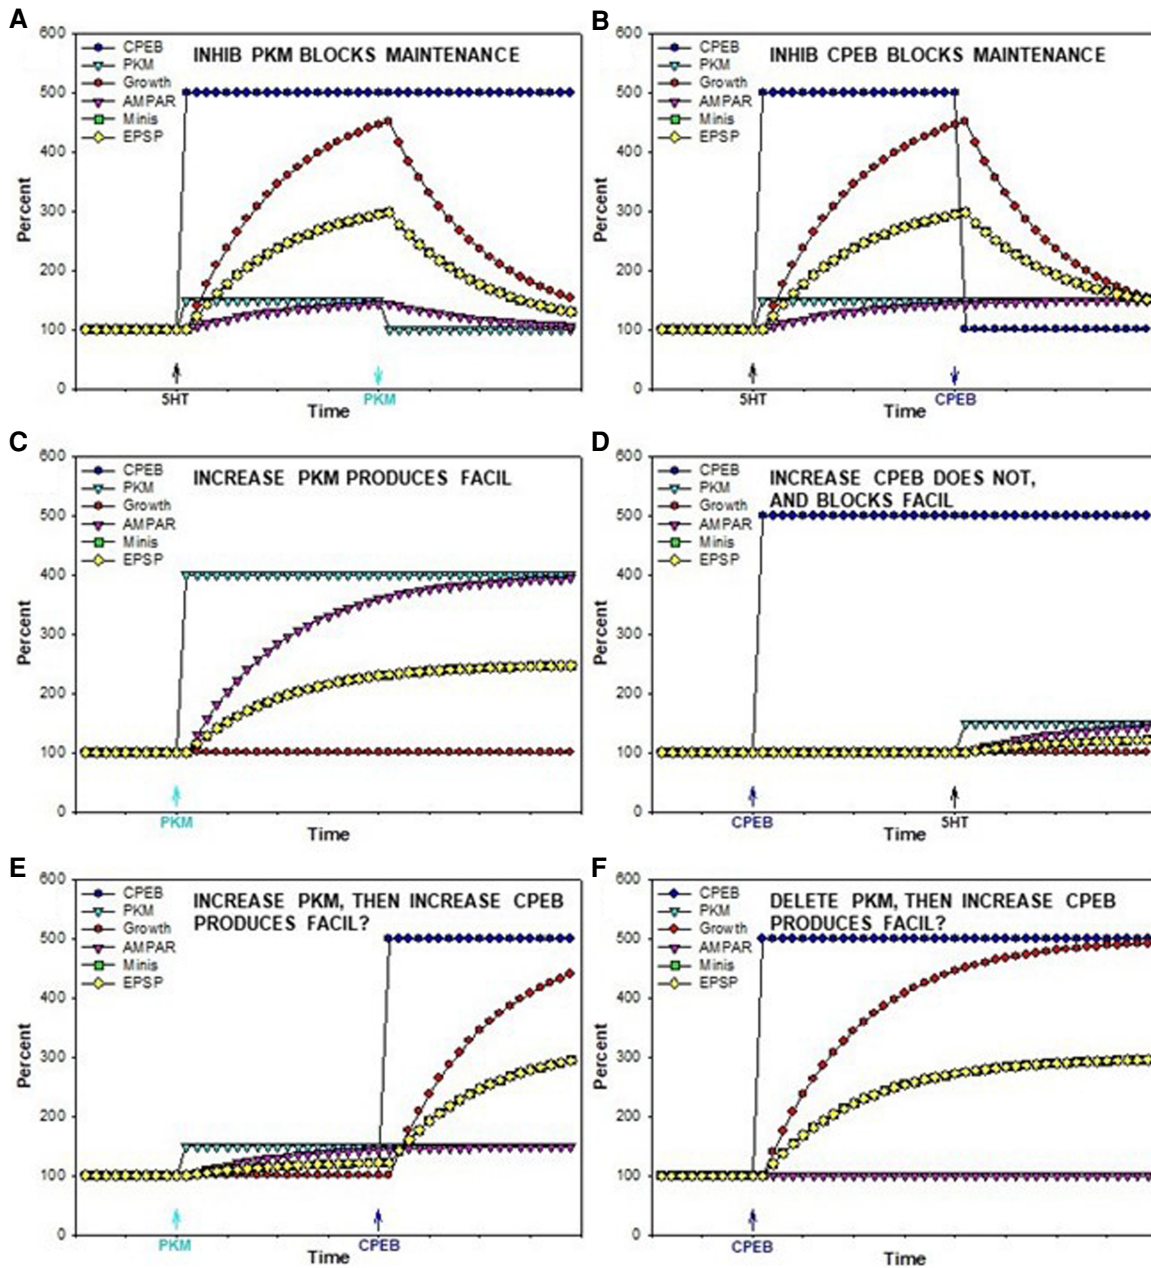 A
INHIB PKM BLOCKS MAINTENANCE
CPEB
PKM
Growth
AMPAR
Minis
EPSP
600
500
400
300
200
100
0
Percent
5HT
PKM
Time
B
INHIB CPEB BLOCKS MAINTENANCE
CPEB
PKM
Growth
AMPAR
Minis
EPSP
600
500
400
300
200
100
0
Percent
5HT
CPEB
Time
C
INCREASE PKM PRODUCES FACIL
CPEB
PKM
Growth
AMPAR
Minis
EPSP
600
500
400
300
200
100
0
Percent
PKM
Time
D
INCREASE CPEB DOES NOT,
AND BLOCKS FACIL
CPEB
PKM
Growth
AMPAR
Minis
EPSP
600
500
400
300
200
100
0
Percent
CPEB
5HT
Time
E
INCREASE PKM, THEN INCREASE CPEB
PRODUCES FACIL?
CPEB
PKM
Growth
AMPAR
Minis
EPSP
600
500
400
300
200
100
0
Percent
PKM
CPEB
Time
F
DELETE PKM, THEN INCREASE CPEB
PRODUCES FACIL?
CPEB
PKM
Growth
AMPAR
Minis
EPSP
600
500
400
300
200
100
0
Percent
CPEB
Time